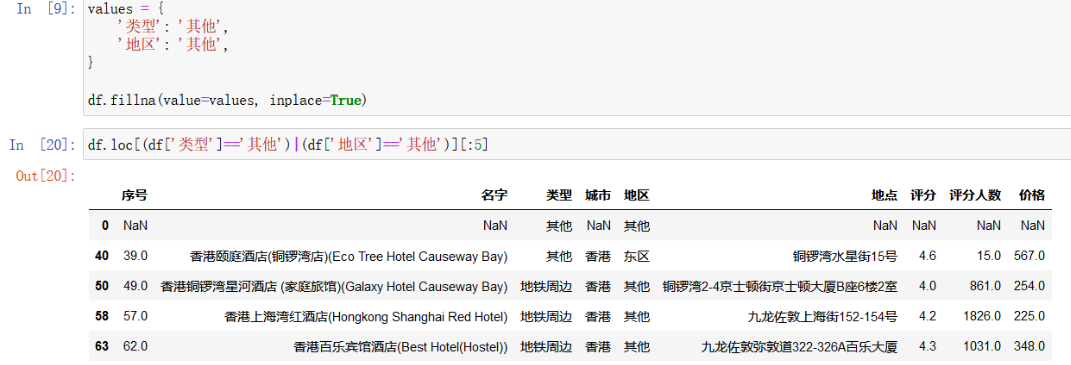 In [9]: values = {
'类型': '其他',
'地区': '其他',
}
df.fillna(value=values, inplace=True)
In [20]: df.loc[(df['类型']=='其他')|(df['地区']=='其他')][:5]
Out[20]:
序号 名字 类型 城市 地区 地点 评分 评分人数 价格
0 NaN NaN 其他 NaN 其他 NaN NaN NaN NaN
40 39.0 香港颐庭酒店(铜锣湾店)(Eco Tree Hotel Causeway Bay) 其他 香港 东区 铜锣湾水星街15号 4.6 15.0 567.0
50 49.0 香港铜锣湾星河酒店 (家庭旅馆)(Galaxy Hotel Causeway Bay) 地铁周边 香港 其他 铜锣湾2-4京士顿街京士顿大厦B座6楼2室 4.0 861.0 254.0
58 57.0 香港上海湾红酒店(Hongkong Shanghai Red Hotel) 地铁周边 香港 其他 九龙佐敦上海街152-154号 4.2 1826.0 225.0
63 62.0 香港百乐宾馆酒店(Best Hotel(Hostel)) 地铁周边 香港 其他 九龙佐敦弥敦道322-326A百乐大厦 4.3 1031.0 348.0